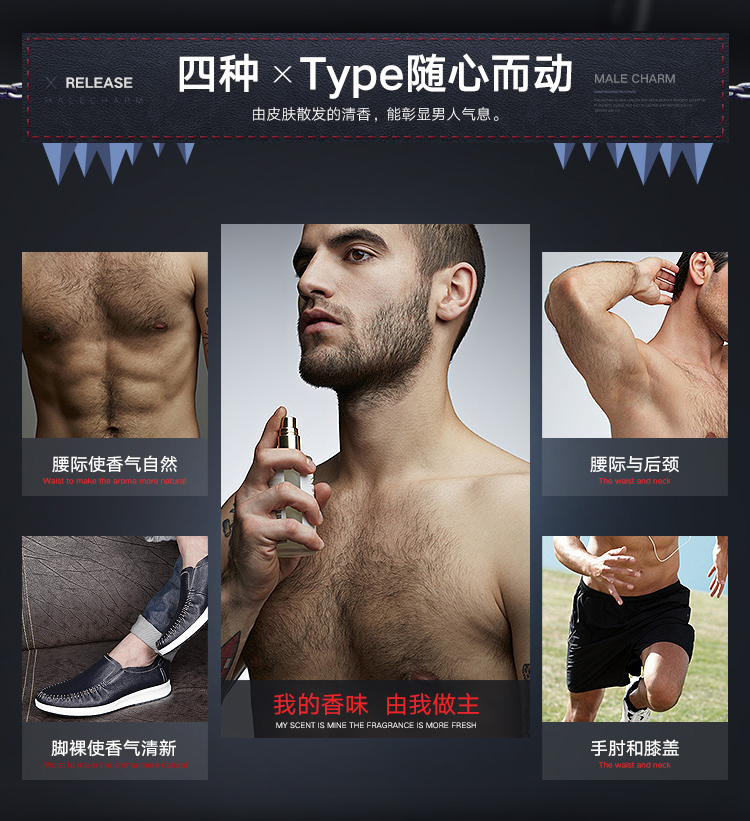 RELEASE
MALECHARM
四种 × Type随心而动
由皮肤散发的清香，能彰显男人气息。
MALE CHARM
腰际使香气自然
Waist to make the aroma more natural
我的香味 由我做主
MY SCENT IS MINE THE FRAGRANCE IS MORE FRESH
腰际与后颈
The waist and neck
脚裸使香气清新
手肘和膝盖
The waist and neck